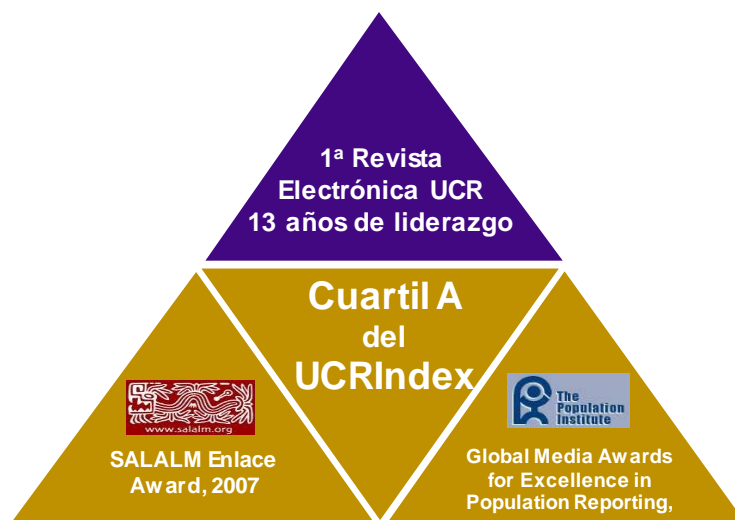 1ª Revista
Electrónica UCR
13 años de liderazgo
Cuartil A
del
UCRIndex
www.salalm.org
SALALM Enlace
Award, 2007
The
Population
Institute
Global Media Awards
for Excellence in
Population Reporting,